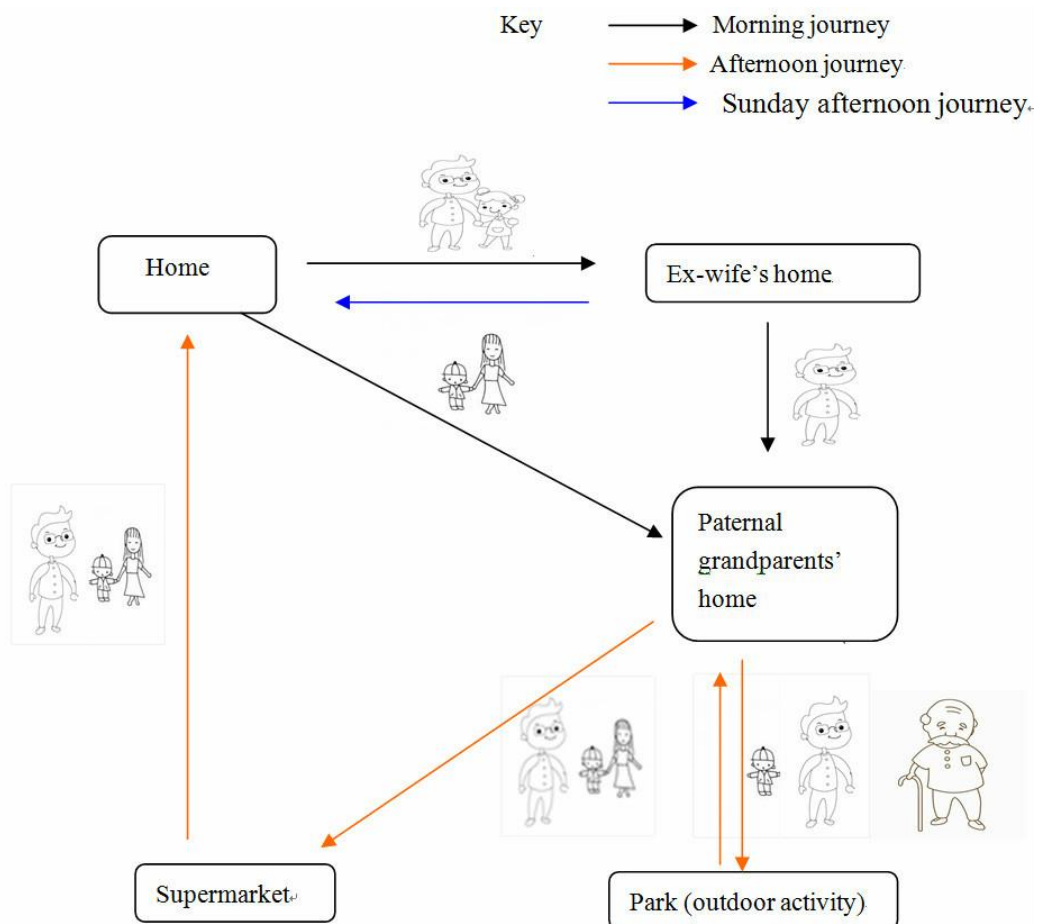 Key
Morning journey
Afternoon journey
Sunday afternoon journey
Home
Ex-wife’s home
Paternal
grandparents’
home
Supermarket
Park (outdoor activity)